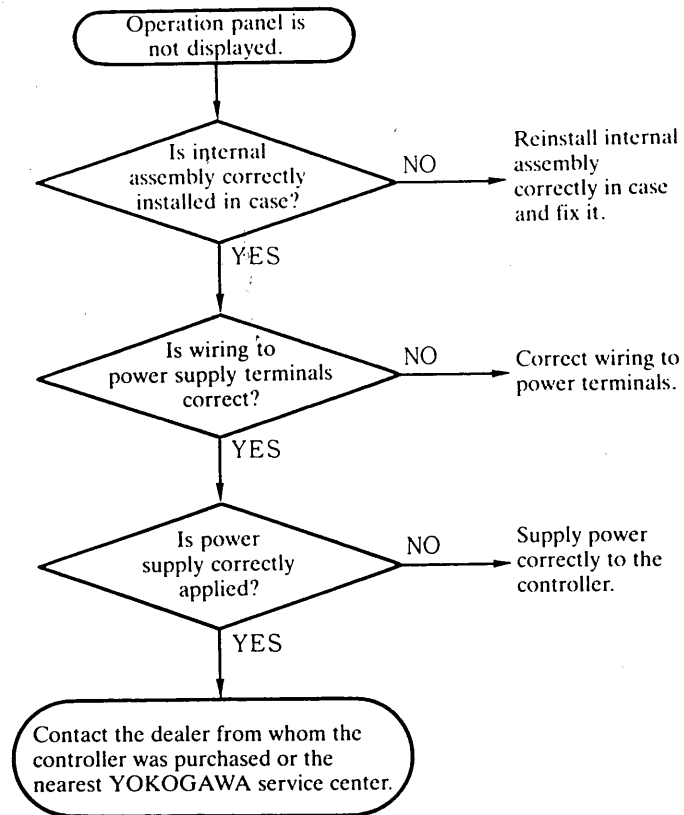 Operation panel is
not displayed.
Is internal
assembly correctly
installed in case?
NO
Reinstall internal
assembly
correctly in case
and fix it.
YES
Is wiring to
power supply terminals
correct?
NO
Correct wiring to
power terminals.
YES
Is power
supply correctly
applied?
NO
Supply power
correctly to the
controller.
YES
Contact the dealer from whom the
controller was purchased or the
nearest YOKOGAWA service center.